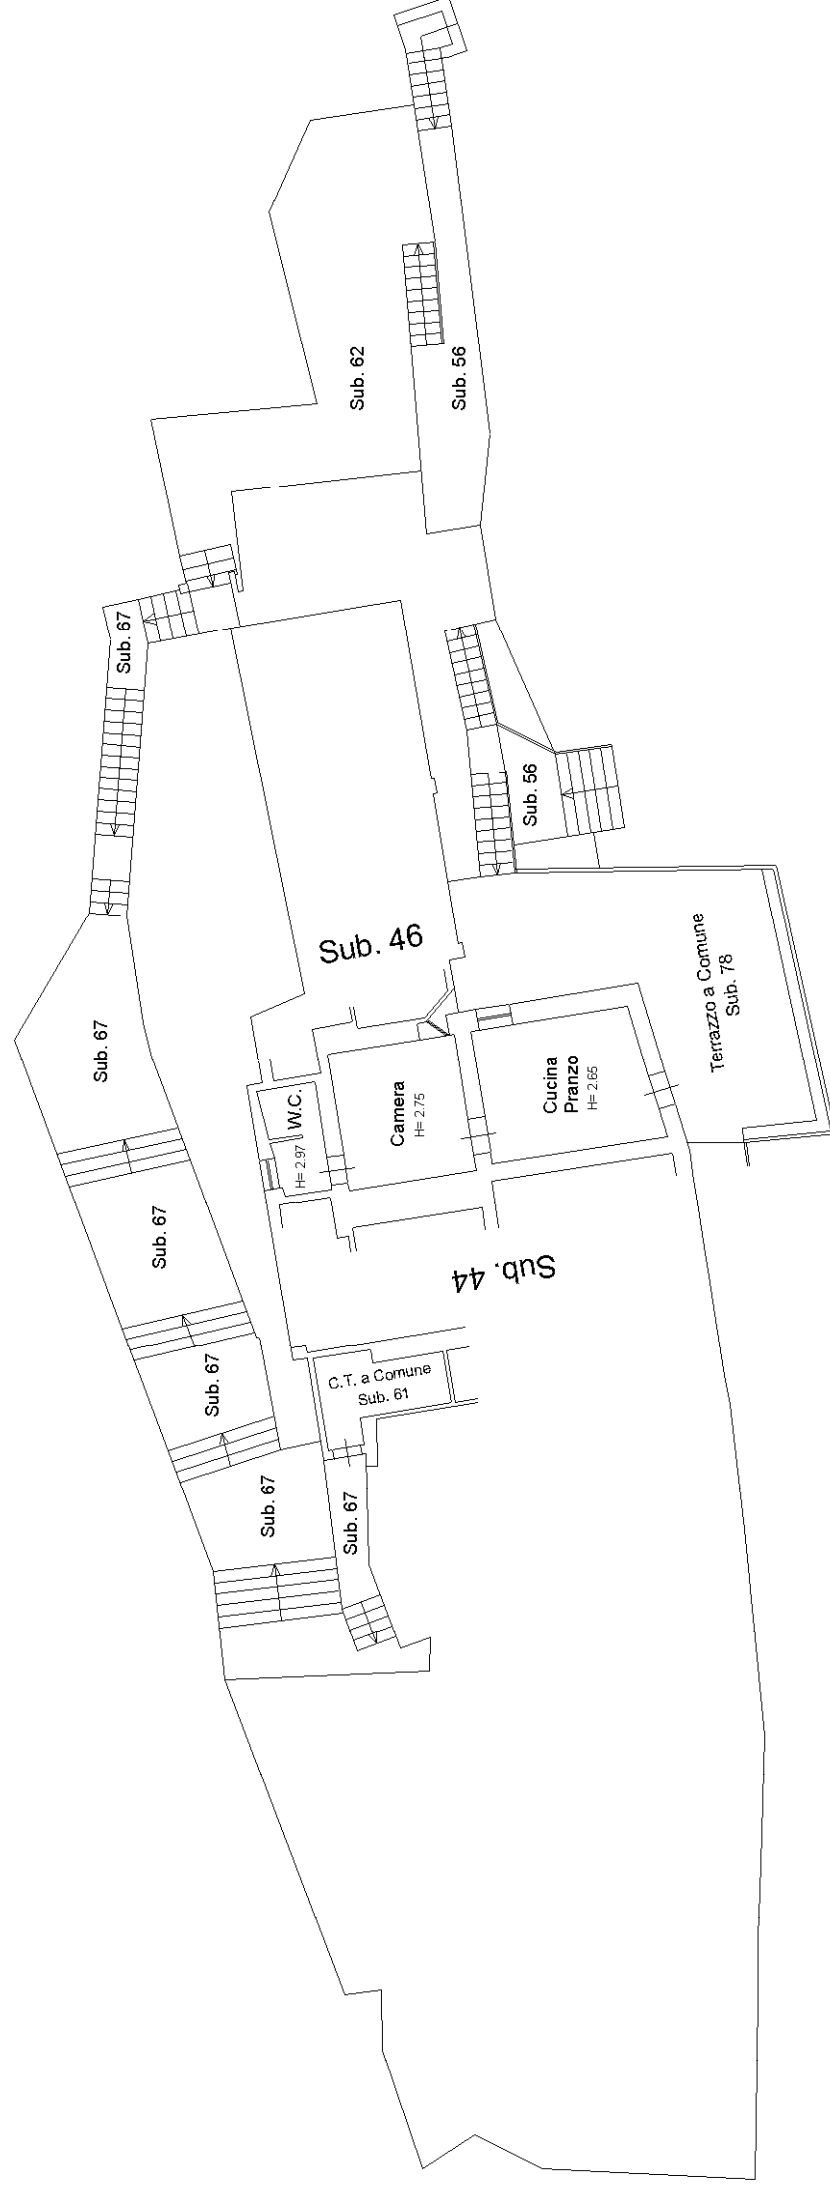 Sub. 62
Sub. 56
Sub. 67
Sub. 56
Sub. 46
Terrazzo a Comune
Sub. 78
Sub. 67
Cucina
Pranzo
H= 2.65
Camera
H= 2.75
W.C.
H= 2.97
Sub. 67
Sub. 44
Sub. 67
C.T. a Comune
Sub. 61
Sub. 67
Sub. 67